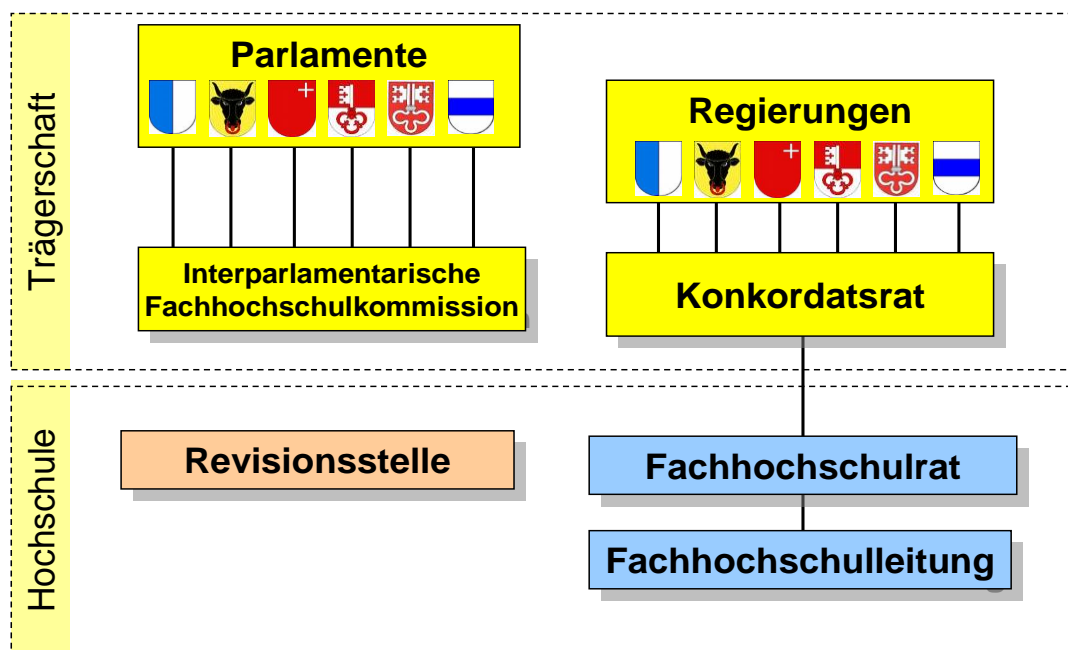 Trägerschaft
Parlamente
Interparlamentarische
Fachhochschulkommission
Regierungen
Konkordatsrat
Hochschule
Revisionsstelle
Fachhochschulrat
Fachhochschulleitung